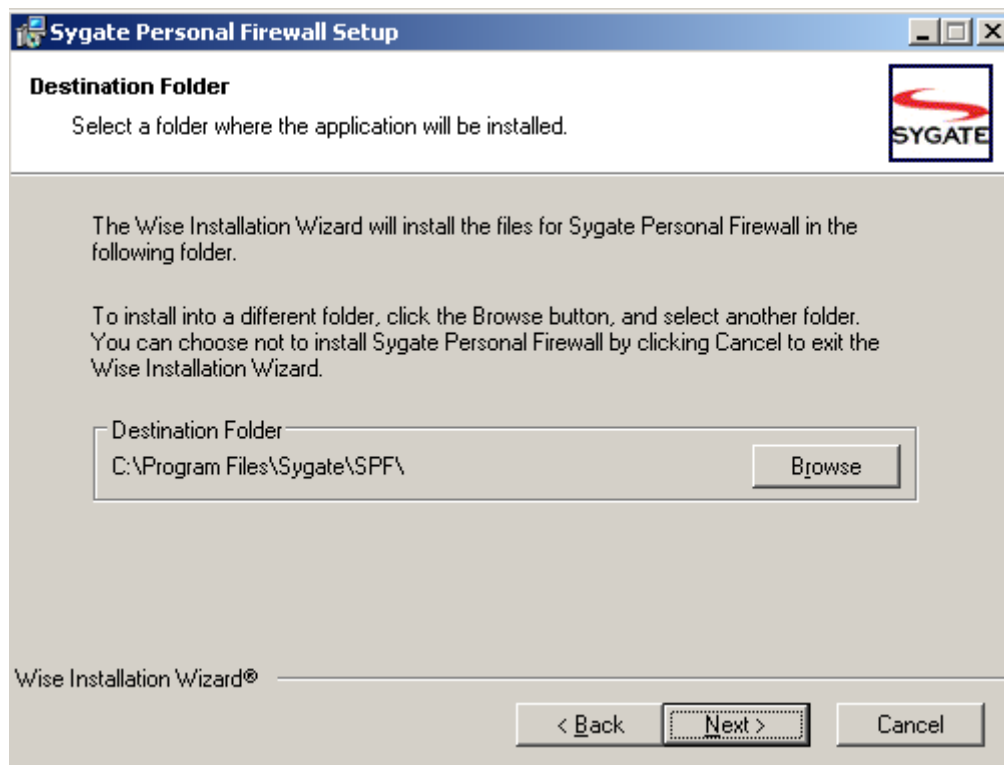 Sygate Personal Firewall Setup
Destination Folder
Select a folder where the application will be installed.
SYGATE
The Wise Installation Wizard will install the files for Sygate Personal Firewall in the
following folder.
To install into a different folder, click the Browse button, and select another folder.
You can choose not to install Sygate Personal Firewall by clicking Cancel to exit the
Wise Installation Wizard.
Destination Folder
C:\Program Files\Sygate\SPF\
Browse
Wise Installation Wizard®
< Back
Next >
Cancel